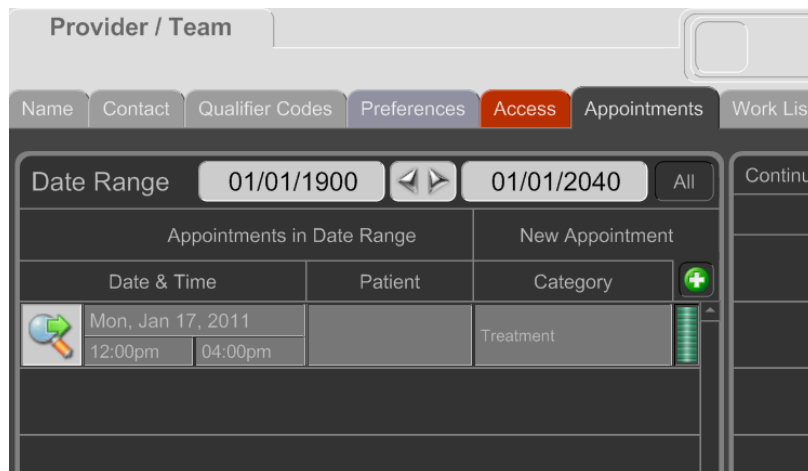 Provider / Team
Name Contact Qualifier Codes Preferences Access Appointments Work Lis
Date Range 01/01/1900 01/01/2040 All Continu
Appointments in Date Range New Appointment
Date & Time Patient Category
Mon, Jan 17, 2011
Treatment
12:00pm 04:00pm